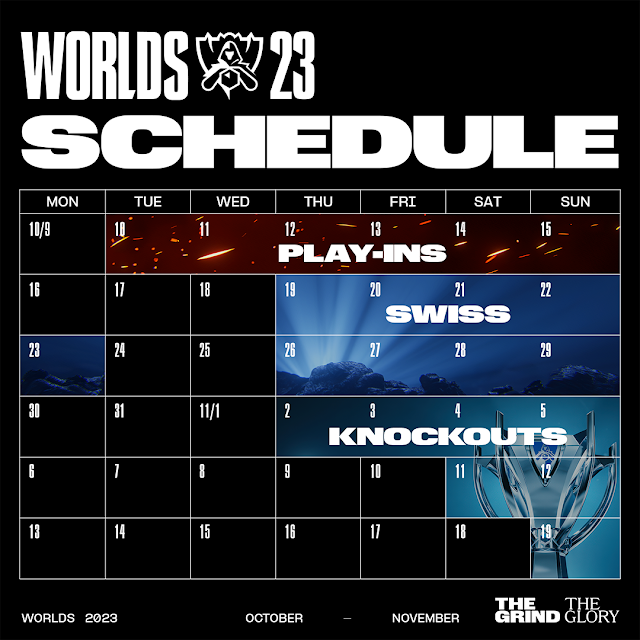 WORLDS 23
SCHEDULE
MON TUE WED THU FRI SAT SUN
10/9 10 11 12 13 14 15
PLAY-INS
16 17 18 19 20 21 22
SWISS
23 24 25 26 27 28 29
30 31 11/1 2 3 4 5
KNOCKOUTS
6 7 8 9 10 11 12
13 14 15 16 17 18 19
WORLDS 2023 OCTOBER — NOVEMBER THE GRIND THE GLORY